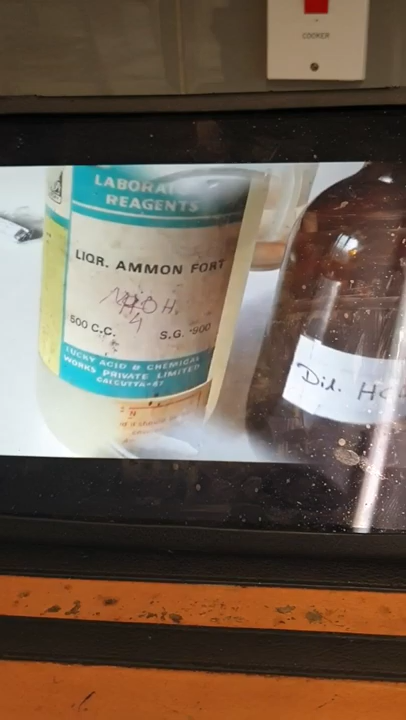 COOKER
LABORA
REAGENTS
LIQR. AMMON FORT
NH4OH
500 C.C. S.G. ·900
LUCKY ACID & CHEMICAL
WORKS PRIVATE LIMITED
CALCUTTA-67
Dil. HC